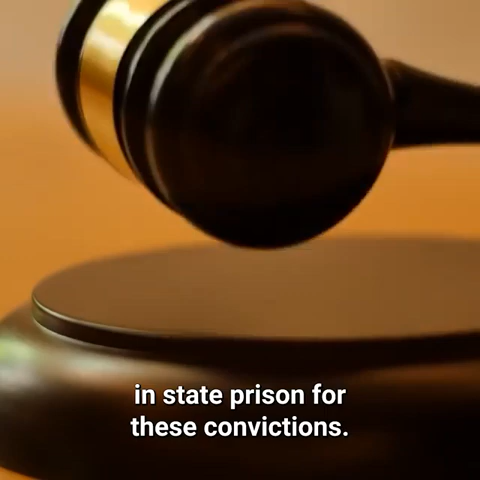 in state prison for
these convictions.